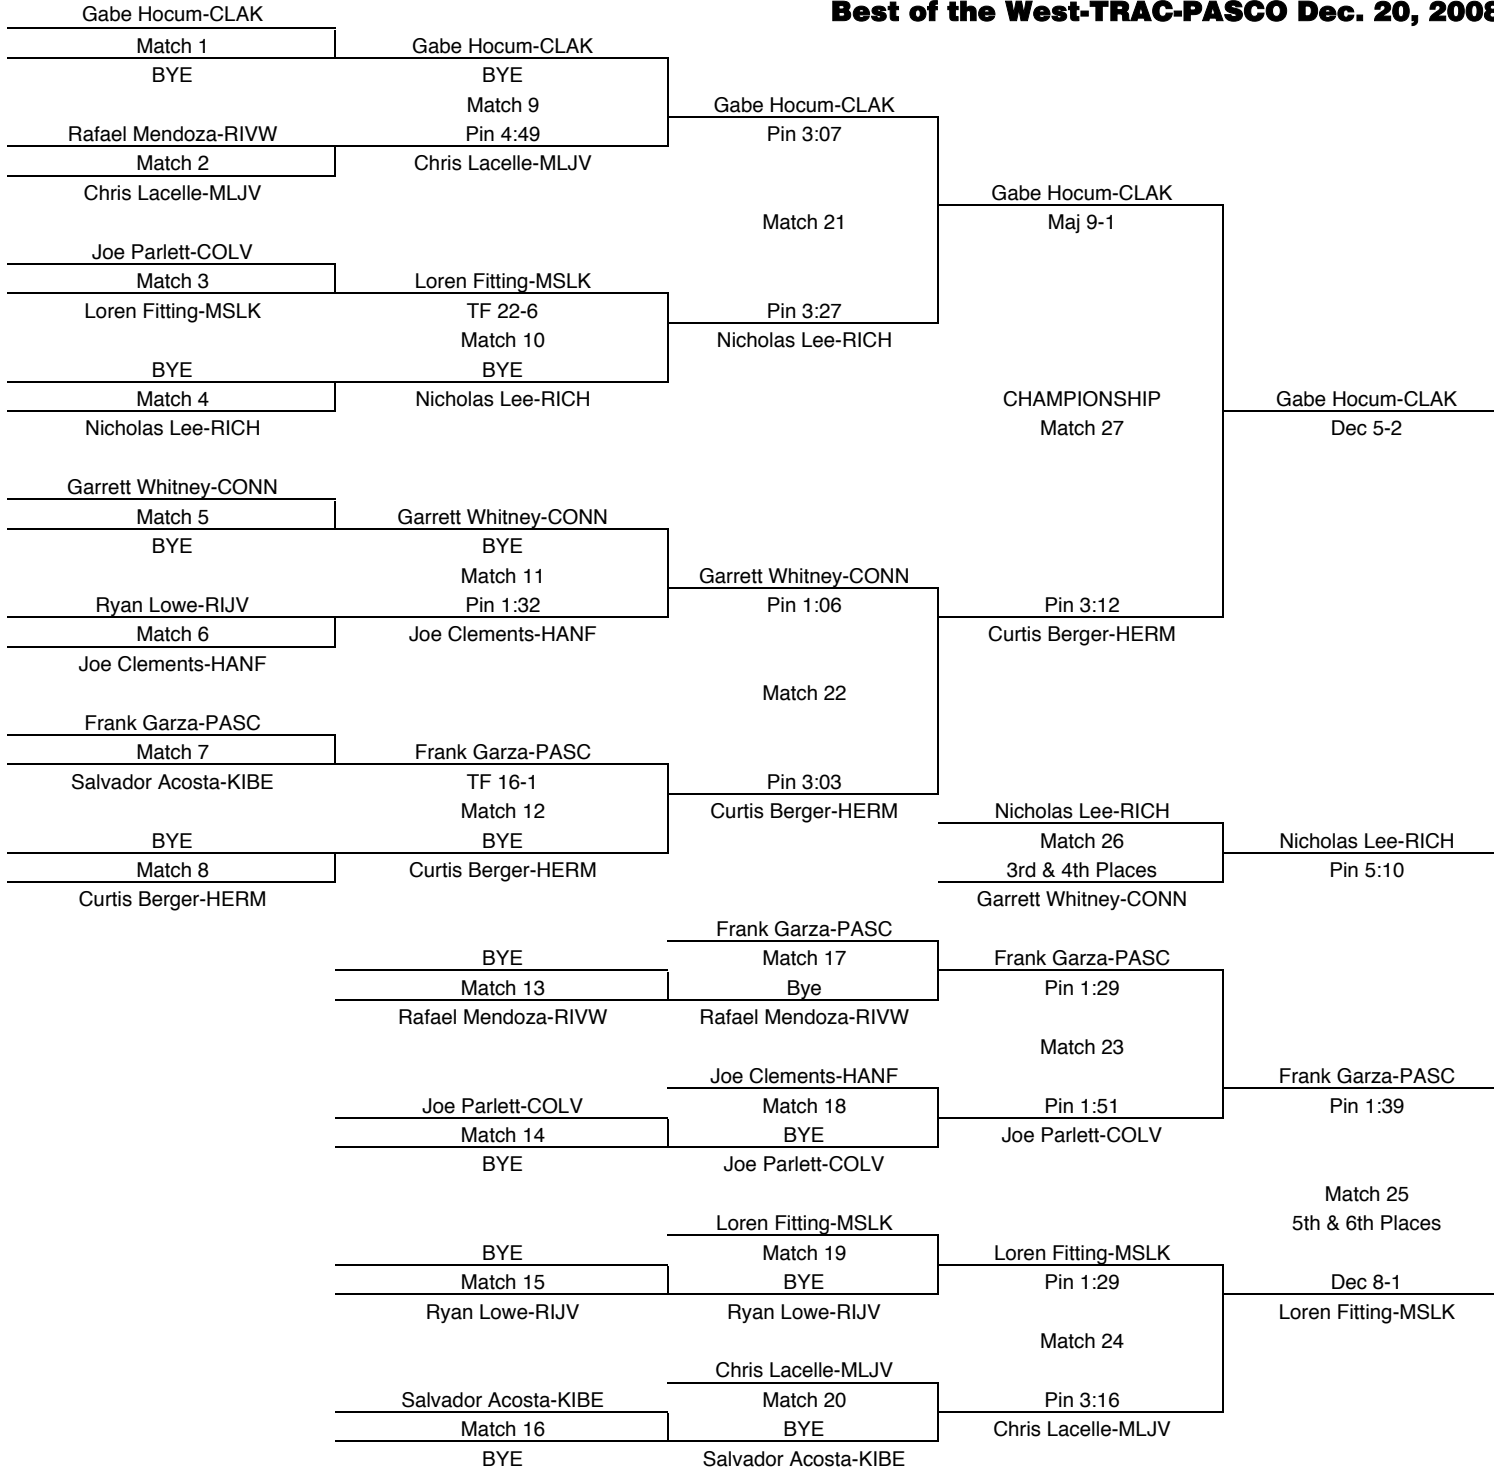 Best of the West-TRAC-PASCO Dec. 20, 2008
Gabe Hocum-CLAK
Match 1
BYE
Rafael Mendoza-RIVW
Match 2
Chris Lacelle-MLJV
Joe Parlett-COLV
Match 3
Loren Fitting-MSLK
BYE
Match 4
Nicholas Lee-RICH
Garrett Whitney-CONN
Match 5
BYE
Ryan Lowe-RIJV
Match 6
Joe Clements-HANF
Frank Garza-PASC
Match 7
Salvador Acosta-KIBE
BYE
Match 8
Curtis Berger-HERM
Gabe Hocum-CLAK
BYE
Match 9
Pin 4:49
Chris Lacelle-MLJV
Loren Fitting-MSLK
TF 22-6
Match 10
BYE
Nicholas Lee-RICH
Garrett Whitney-CONN
BYE
Match 11
Pin 1:32
Joe Clements-HANF
Frank Garza-PASC
TF 16-1
Match 12
BYE
Curtis Berger-HERM
Gabe Hocum-CLAK
Pin 3:07
Match 21
Pin 3:27
Nicholas Lee-RICH
Garrett Whitney-CONN
Pin 1:06
Match 22
Pin 3:03
Curtis Berger-HERM
Gabe Hocum-CLAK
Maj 9-1
CHAMPIONSHIP
Match 27
Pin 3:12
Curtis Berger-HERM
Gabe Hocum-CLAK
Dec 5-2
Nicholas Lee-RICH
Match 26
3rd & 4th Places
Garrett Whitney-CONN
Nicholas Lee-RICH
Pin 5:10
BYE
Match 13
Rafael Mendoza-RIVW
Joe Parlett-COLV
Match 14
BYE
BYE
Match 15
Ryan Lowe-RIJV
Salvador Acosta-KIBE
Match 16
BYE
Frank Garza-PASC
Match 17
Bye
Rafael Mendoza-RIVW
Joe Clements-HANF
Match 18
BYE
Joe Parlett-COLV
Loren Fitting-MSLK
Match 19
BYE
Ryan Lowe-RIJV
Chris Lacelle-MLJV
Match 20
BYE
Salvador Acosta-KIBE
Frank Garza-PASC
Pin 1:29
Match 23
Pin 1:51
Joe Parlett-COLV
Loren Fitting-MSLK
Pin 1:29
Match 24
Pin 3:16
Chris Lacelle-MLJV
Frank Garza-PASC
Pin 1:39
Match 25
5th & 6th Places
Dec 8-1
Loren Fitting-MSLK